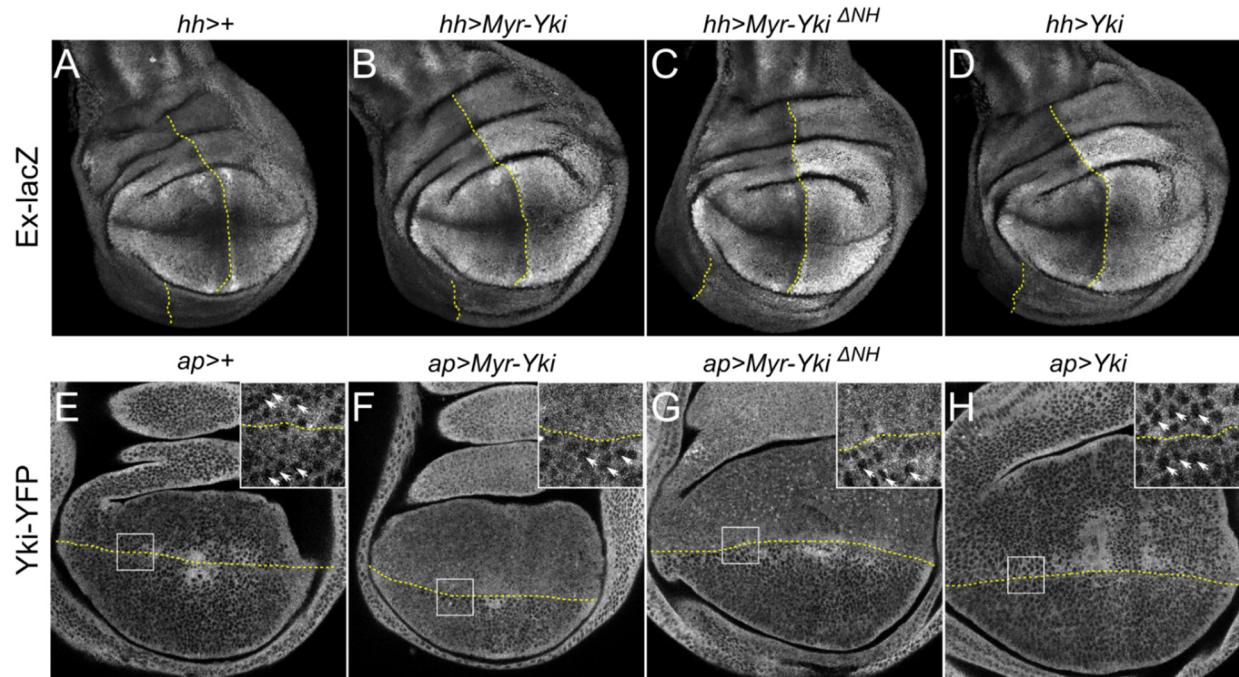 hh>+ hh>Myr-Yki hh>Myr-Yki ΔNH hh>Yki
A B C D
Ex-lacZ
ap>+ ap>Myr-Yki ap>Myr-Yki ΔNH ap>Yki
E F G H
Yki-YFP